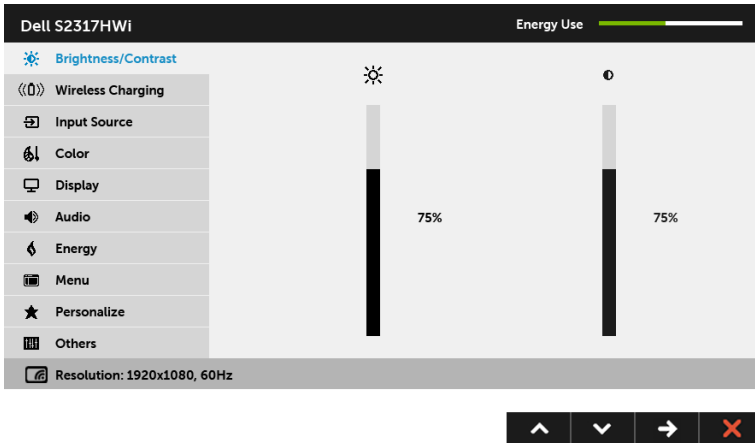 Dell S2317HWi
Energy Use
Brightness/Contrast
Wireless Charging
Input Source
Color
Display
Audio
Energy
Menu
Personalize
Others
75%
75%
Resolution: 1920x1080, 60Hz